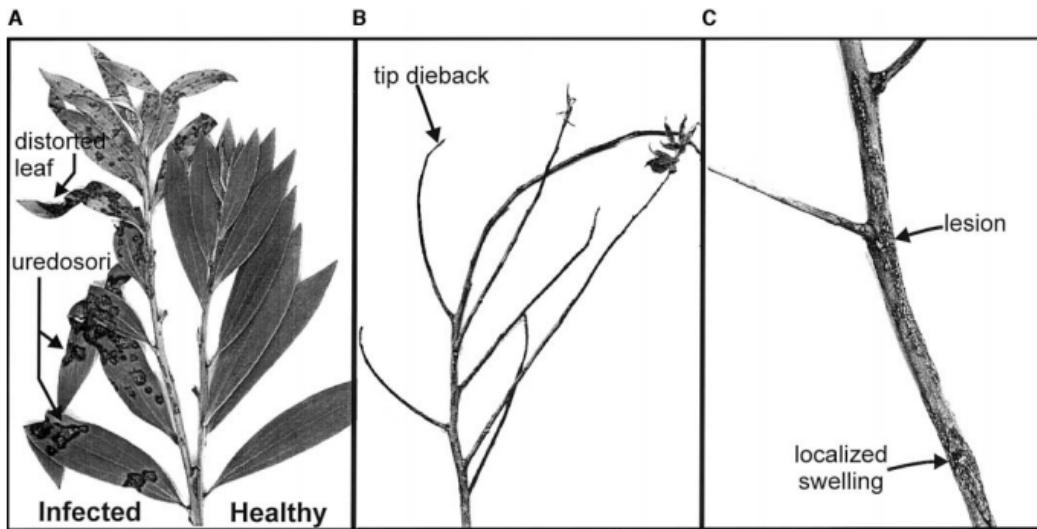 A
B
C
distorted
leaf
uredosori
Infected
Healthy
tip dieback
lesion
localized
swelling